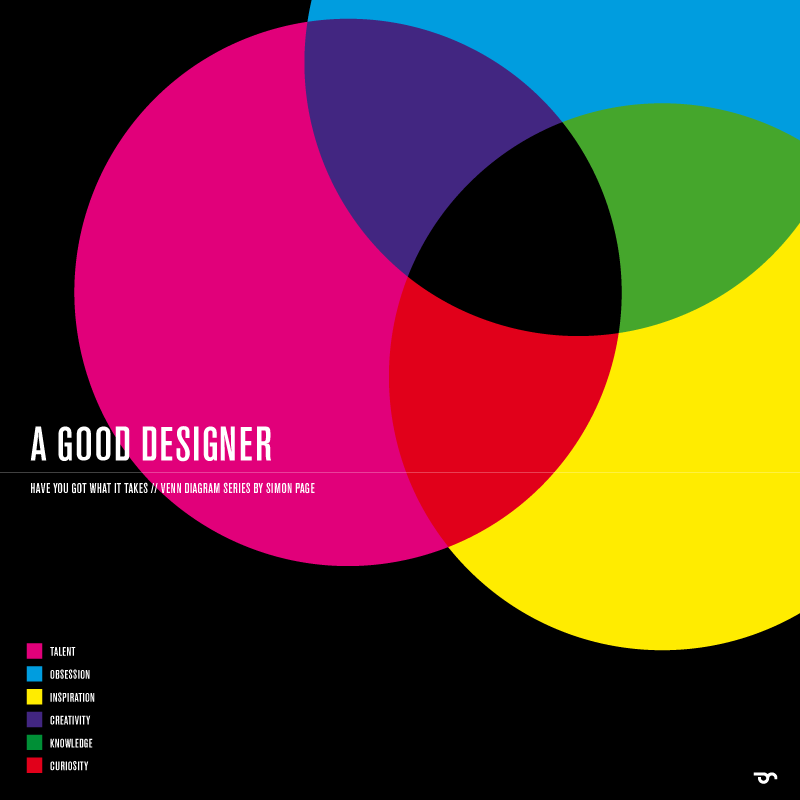 A GOOD DESIGNER
HAVE YOU GOT WHAT IT TAKES // VENN DIAGRAM SERIES BY SIMON PAGE
TALENT
OBSESSION
INSPIRATION
CREATIVITY
KNOWLEDGE
CURIOSITY